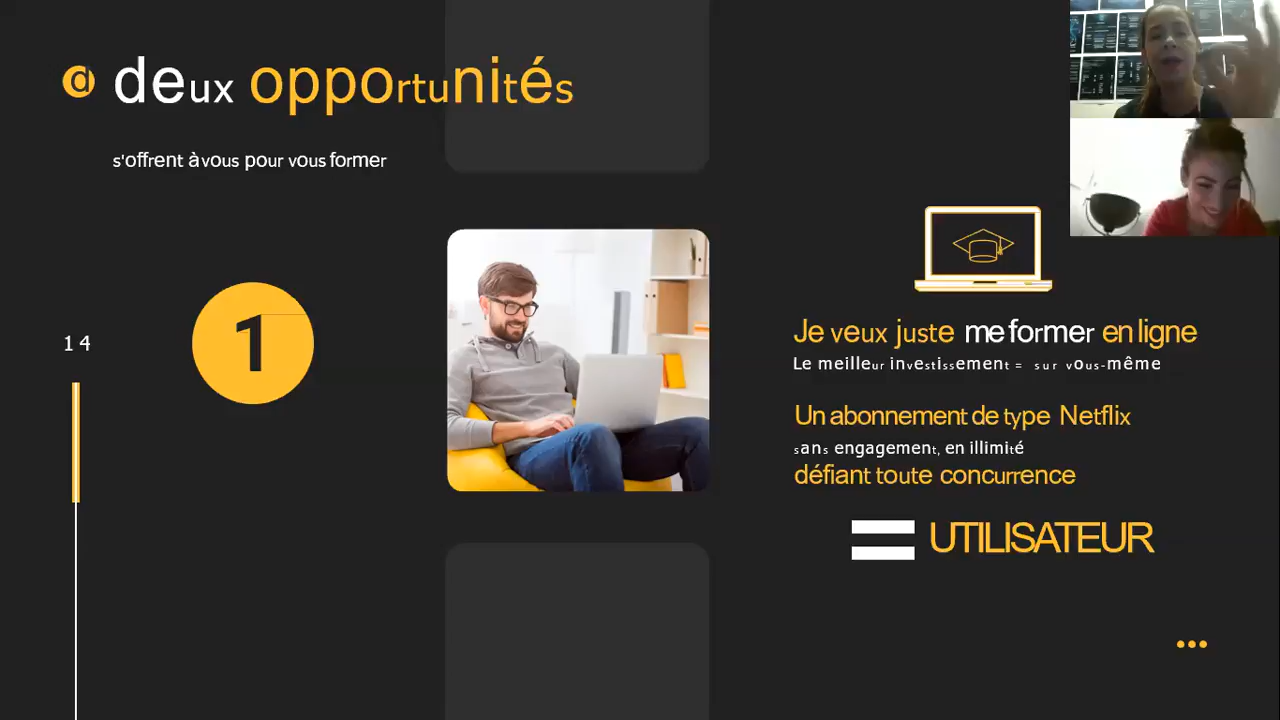 d deux opportunités
s'offrent à vous pour vous former
14
1
Je veux juste me former en ligne
Le meilleur investissement = sur vous-même
Un abonnement de type Netflix
sans engagement, en illimité
défiant toute concurrence
= UTILISATEUR